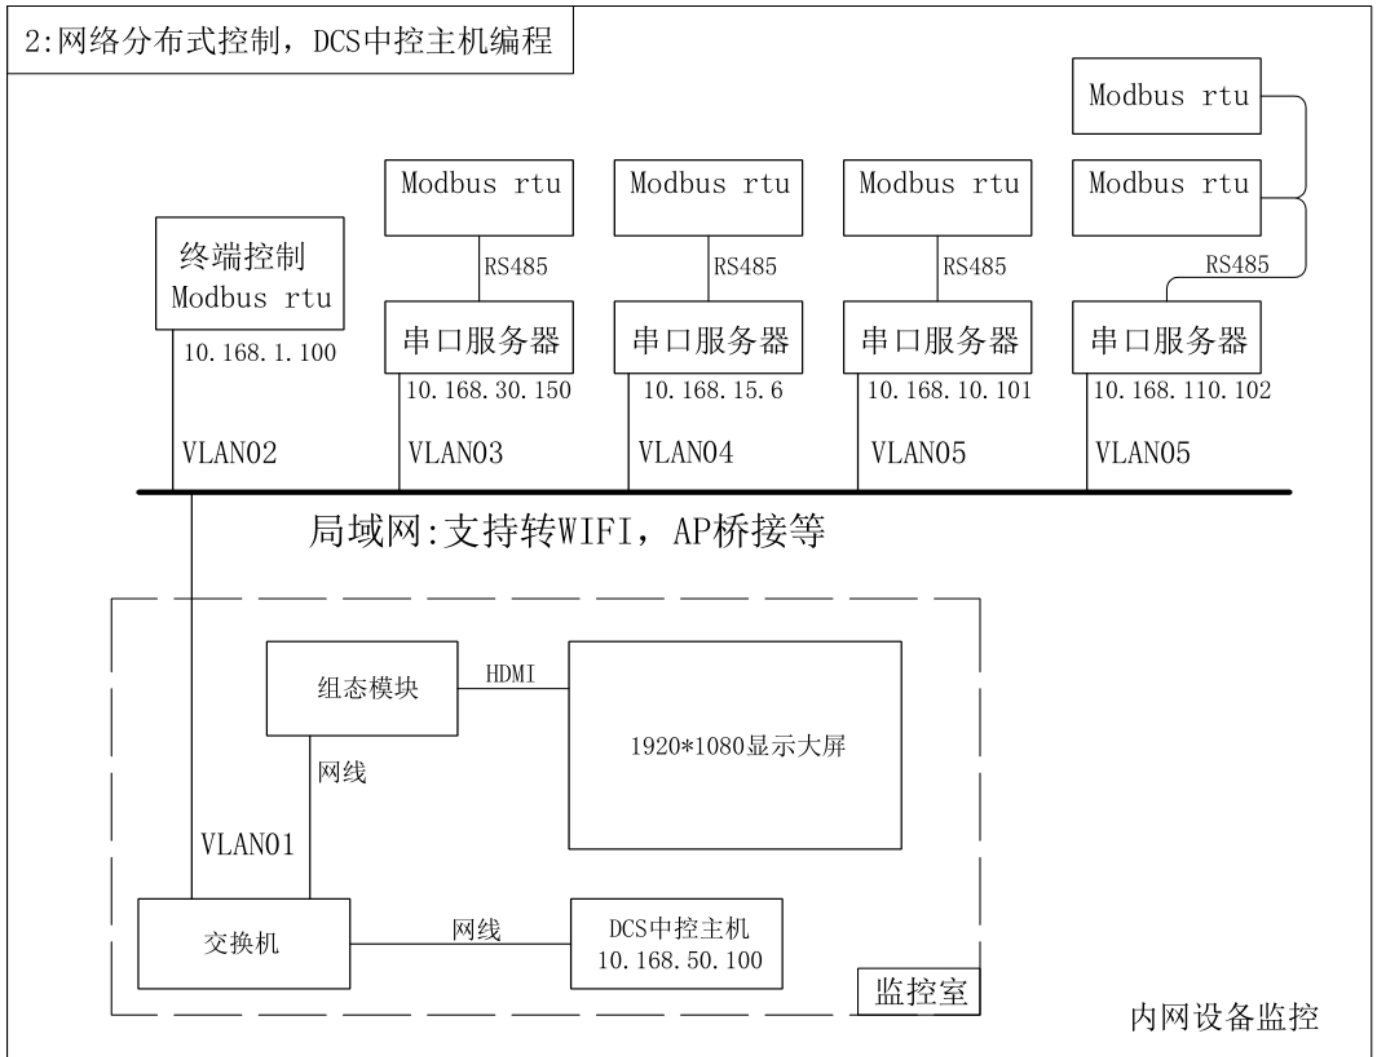 2:网络分布式控制，DCS中控主机编程
Modbus rtu
Modbus rtu
Modbus rtu
Modbus rtu
Modbus rtu
终端控制
Modbus rtu
RS485
RS485
RS485
RS485
串口服务器
串口服务器
串口服务器
串口服务器
10.168.1.100
10.168.30.150
10.168.15.6
10.168.10.101
10.168.110.102
VLAN02
VLAN03
VLAN04
VLAN05
VLAN05
局域网:支持转WIFI，AP桥接等
组态模块
HDMI
1920*1080显示大屏
网线
VLAN01
交换机
网线
DCS中控主机
10.168.50.100
监控室
内网设备监控